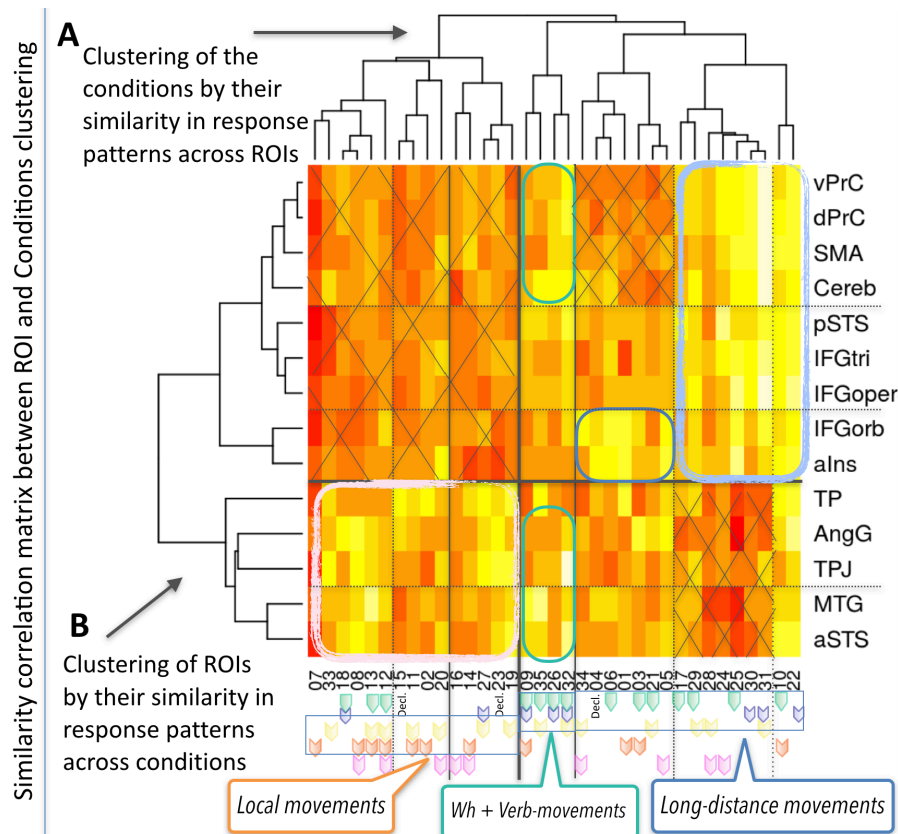 Similarity correlation matrix between ROI and Conditions clustering
A
Clustering of the
conditions by their
similarity in response
patterns across ROIs
vPrC
dPrC
SMA
Cereb
pSTS
IFGtri
IFGoper
IFGorb
aIns
TP
AngG
TPJ
MTG
aSTS
B
Clustering of ROIs
by their similarity in
response patterns
across conditions
07 33 18 08 13 12 15 11 02 20 16 14 27 23 19 09 35 26 32 34 04 06 01 03 21 05 17 29 28 24 25 30 31 10 22
Decl. Decl. Decl.
Local movements
Wh + Verb-movements
Long-distance movements